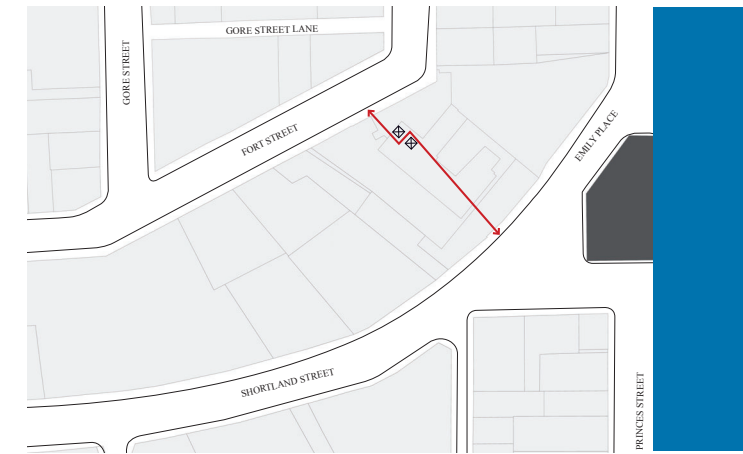 GORE STREET LANE
GORE STREET
FORT STREET
EMILY PLACE
SHORTLAND STREET
PRINCES STREET